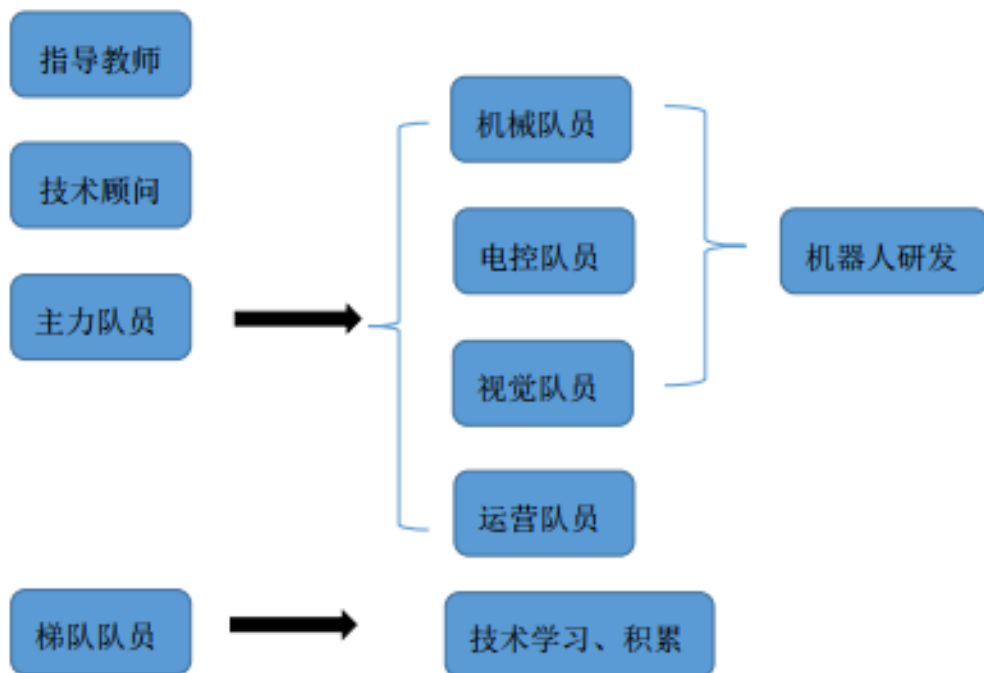 指导教师
技术顾问
主力队员
梯队队员
机械队员
电控队员
视觉队员
运营队员
技术学习、积累
机器人研发